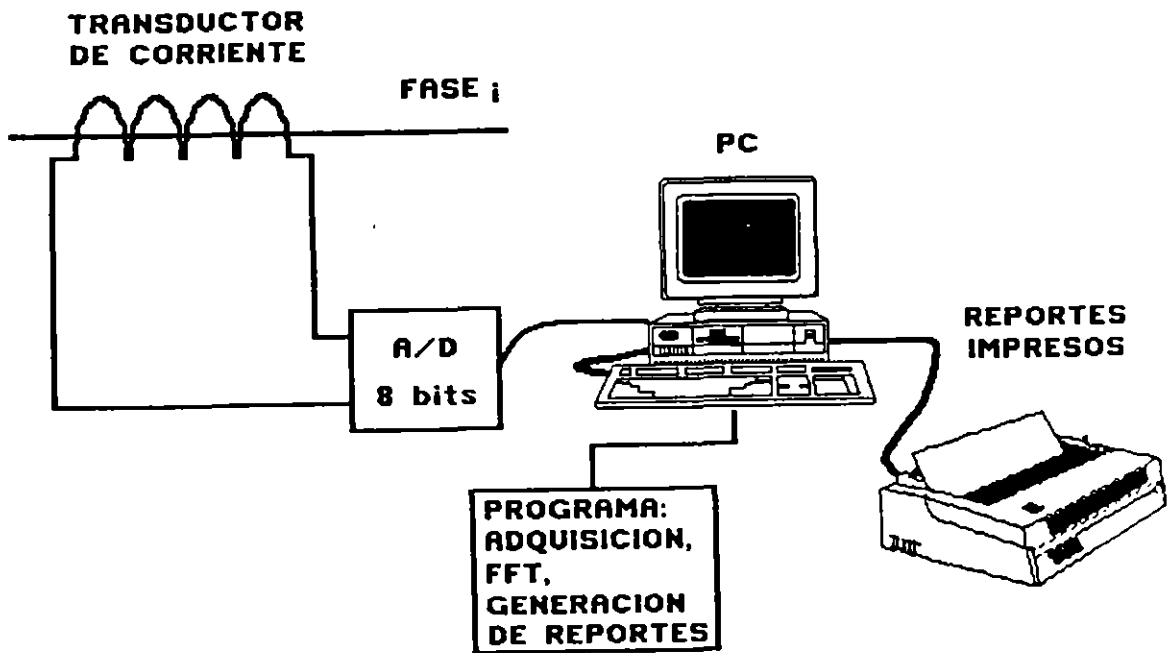 TRANSDUCTOR
DE CORRIENTE
FASE i
PC
A/D
8 bits
REPORTES
IMPRESOS
PROGRAMA:
ADQUISICION,
FFT,
GENERACION
DE REPORTES